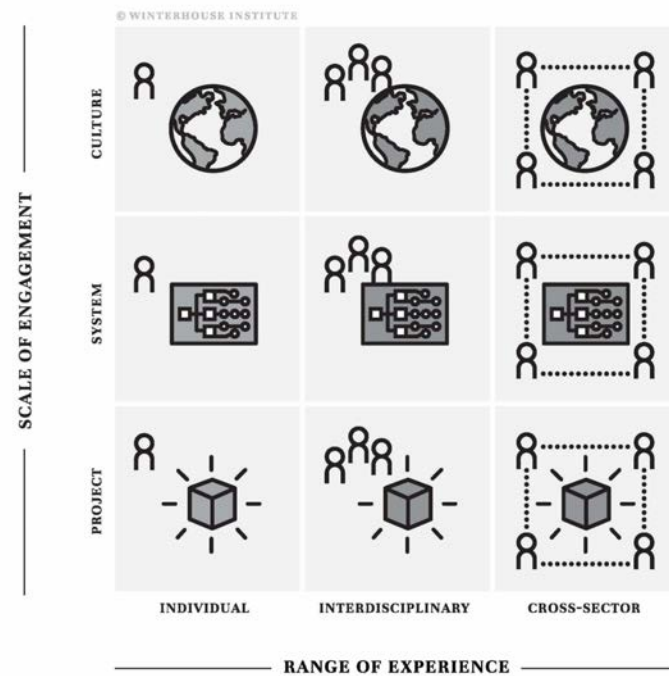 © WINTERHOUSE INSTITUTE
SCALE OF ENGAGEMENT
CULTURE
SYSTEM
PROJECT
INDIVIDUAL
INTERDISCIPLINARY
CROSS-SECTOR
RANGE OF EXPERIENCE